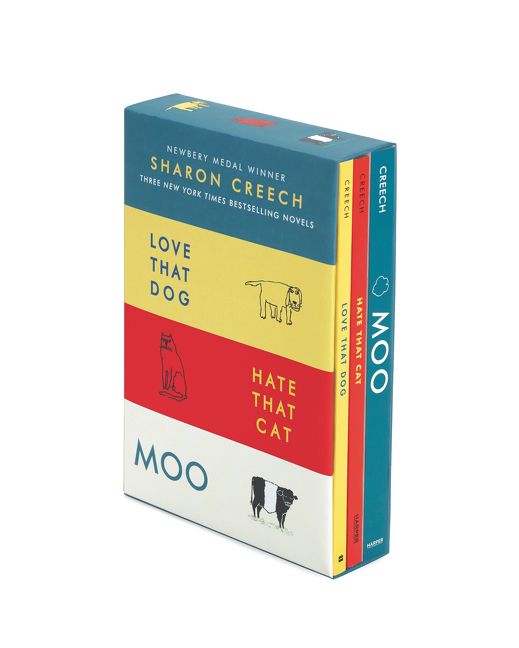 NEWBERY MEDAL WINNER
SHARON CREECH
THREE NEW YORK TIMES BESTSELLING NOVELS
LOVE
THAT
DOG
HATE
THAT
CAT
MOO
CREECH
LOVE THAT DOG
CREECH
HATE THAT CAT
HARPER
CREECH
MOO
HARPER